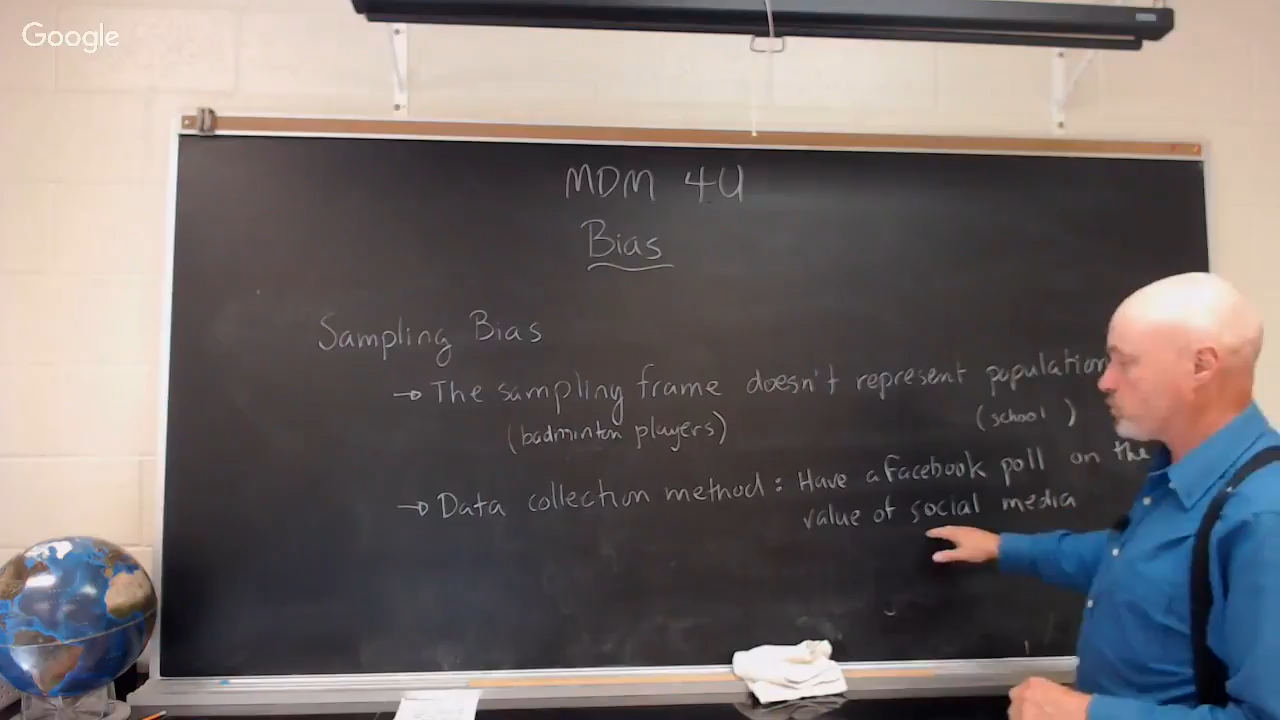 Google
MDM 4U
Bias
Sampling Bias
→ The sampling frame doesn't represent population
(badminton players) (school)
→ Data collection method: Have a facebook poll on the
value of social media